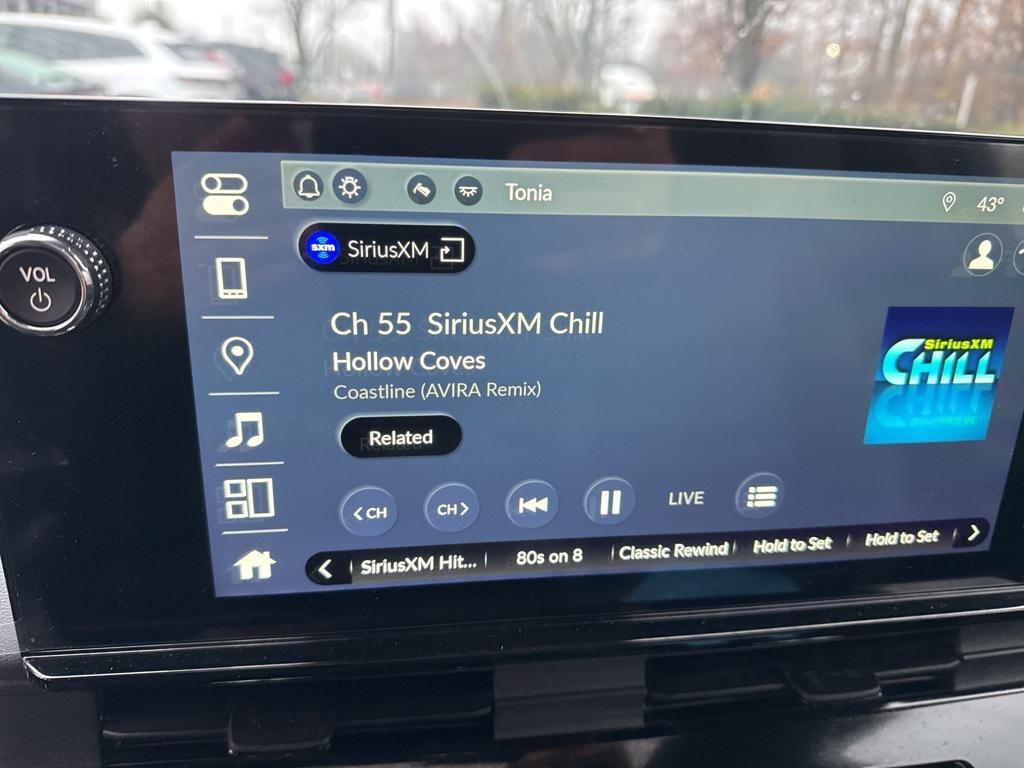 Tonia
43°
VOL
sxm SiriusXM
Ch 55 SiriusXM Chill
Hollow Coves
Coastline (AVIRA Remix)
SiriusXM
CHILL
Related
<CH
CH>
LIVE
SiriusXM Hit...
80s on 8
Classic Rewind
Hold to Set
Hold to Set